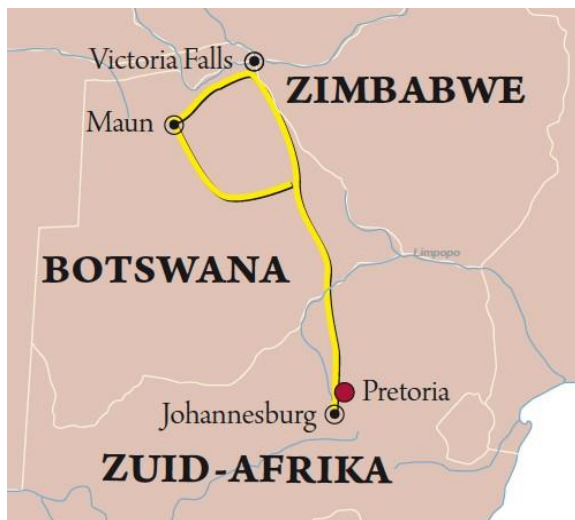 Victoria Falls
ZIMBABWE
Maun
Limpopo
BOTSWANA
Pretoria
Johannesburg
ZUID-AFRIKA